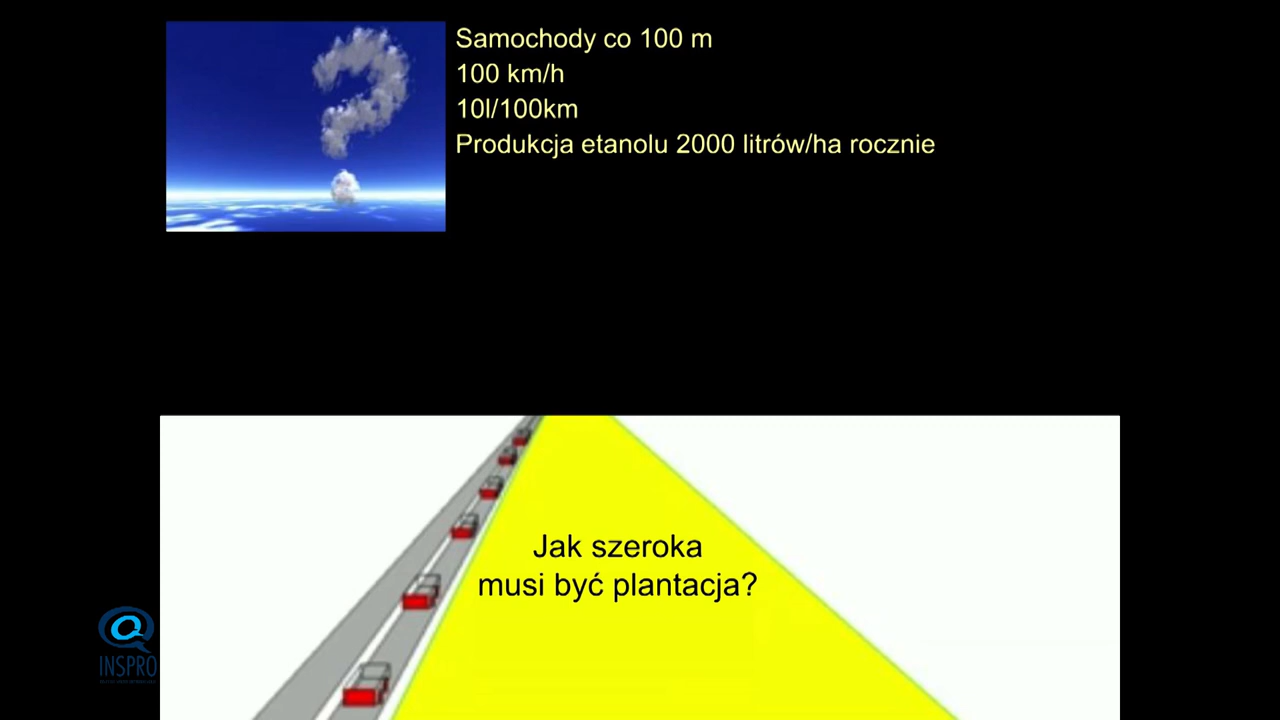 Samochody co 100 m
100 km/h
10l/100km
Produkcja etanolu 2000 litrów/ha rocznie
Jak szeroka
musi być plantacja?
INSPRO